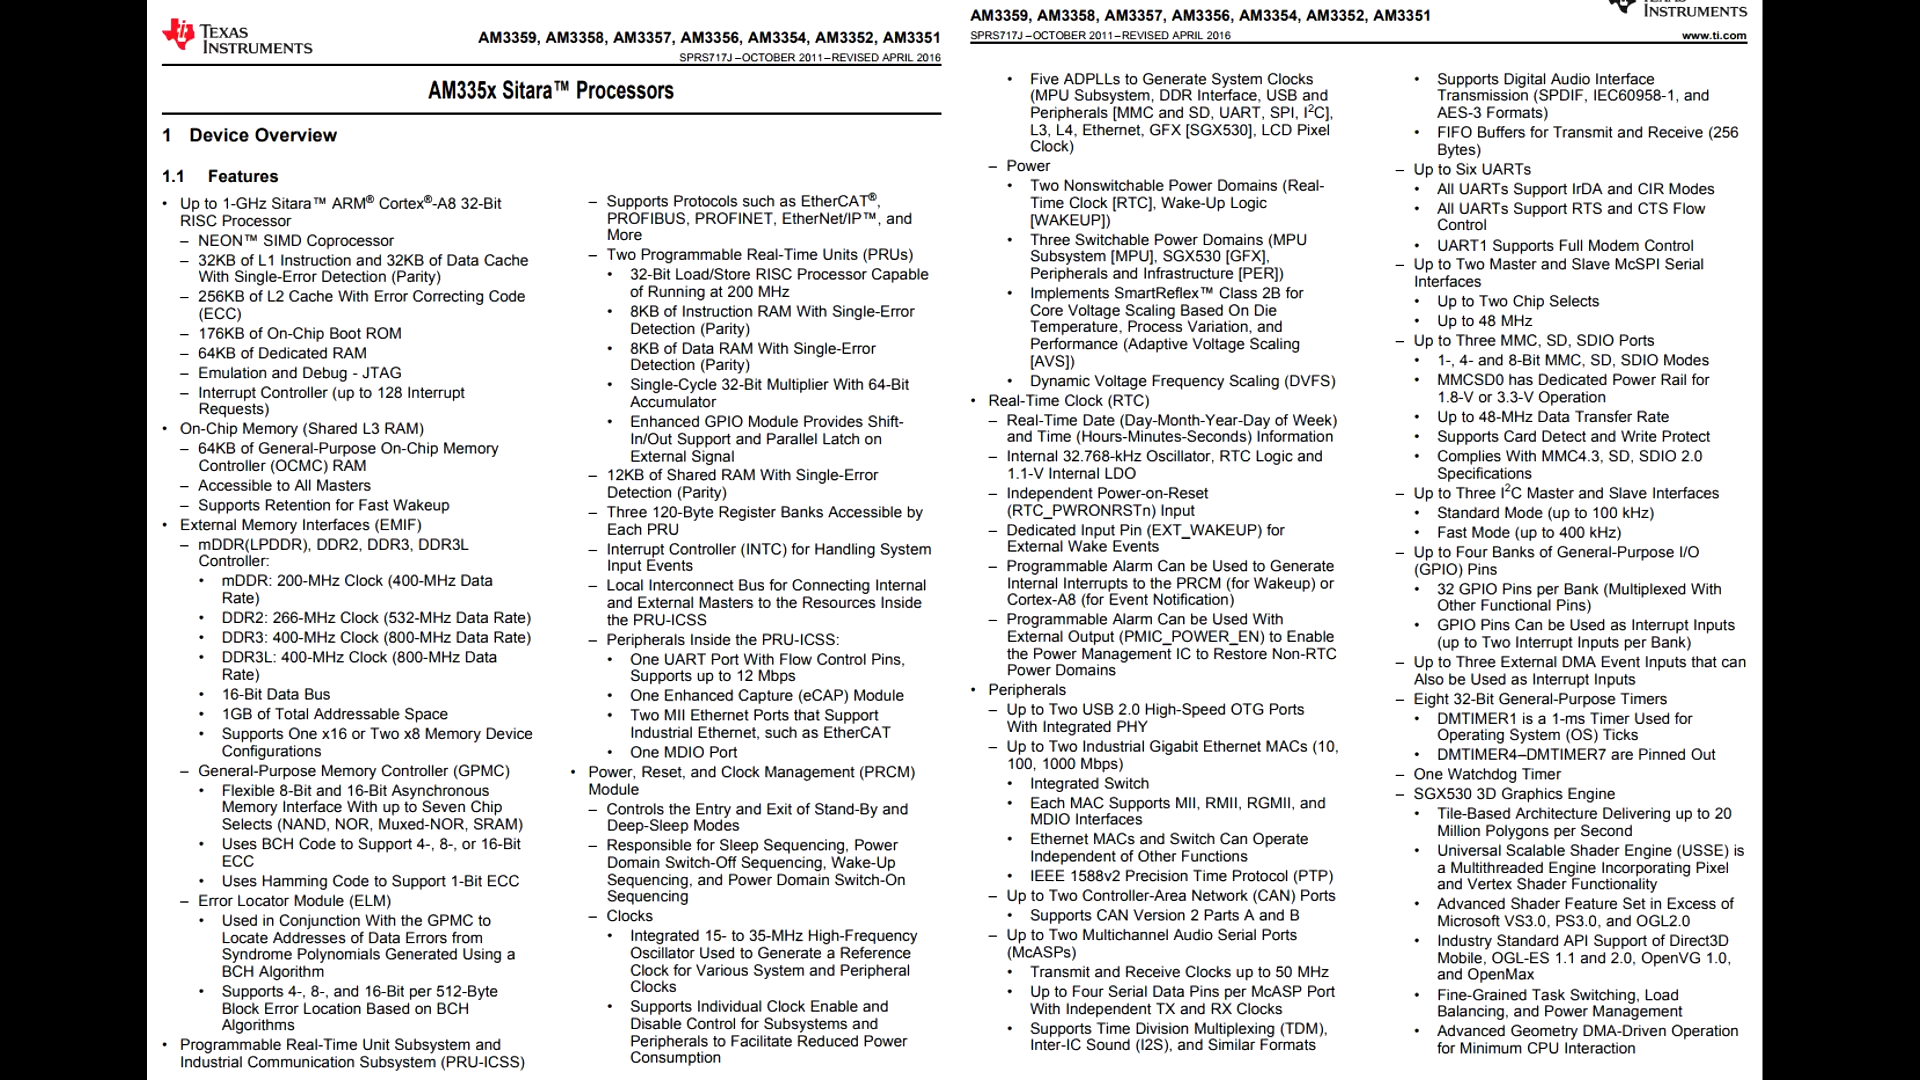 TEXAS
INSTRUMENTS
AM3359, AM3358, AM3357, AM3356, AM3354, AM3352, AM3351
SPRS717J –OCTOBER 2011–REVISED APRIL 2016
AM335x Sitara™ Processors
1 Device Overview
1.1 Features
• Up to 1-GHz Sitara™ ARM® Cortex®-A8 32-Bit
RISC Processor
– NEON™ SIMD Coprocessor
– 32KB of L1 Instruction and 32KB of Data Cache
With Single-Error Detection (Parity)
– 256KB of L2 Cache With Error Correcting Code
(ECC)
– 176KB of On-Chip Boot ROM
– 64KB of Dedicated RAM
– Emulation and Debug - JTAG
– Interrupt Controller (up to 128 Interrupt
Requests)
• On-Chip Memory (Shared L3 RAM)
– 64KB of General-Purpose On-Chip Memory
Controller (OCMC) RAM
– Accessible to All Masters
– Supports Retention for Fast Wakeup
• External Memory Interfaces (EMIF)
– mDDR(LPDDR), DDR2, DDR3, DDR3L
Controller:
• mDDR: 200-MHz Clock (400-MHz Data
Rate)
• DDR2: 266-MHz Clock (532-MHz Data Rate)
• DDR3: 400-MHz Clock (800-MHz Data Rate)
• DDR3L: 400-MHz Clock (800-MHz Data
Rate)
• 16-Bit Data Bus
• 1GB of Total Addressable Space
• Supports One x16 or Two x8 Memory Device
Configurations
– General-Purpose Memory Controller (GPMC)
• Flexible 8-Bit and 16-Bit Asynchronous
Memory Interface With up to Seven Chip
Selects (NAND, NOR, Muxed-NOR, SRAM)
• Uses BCH Code to Support 4-, 8-, or 16-Bit
ECC
• Uses Hamming Code to Support 1-Bit ECC
– Error Locator Module (ELM)
• Used in Conjunction With the GPMC to
Locate Addresses of Data Errors from
Syndrome Polynomials Generated Using a
BCH Algorithm
• Supports 4-, 8-, and 16-Bit per 512-Byte
Block Error Location Based on BCH
Algorithms
• Programmable Real-Time Unit Subsystem and
Industrial Communication Subsystem (PRU-ICSS)
– Supports Protocols such as EtherCAT®,
PROFIBUS, PROFINET, EtherNet/IP™, and
More
– Two Programmable Real-Time Units (PRUs)
• 32-Bit Load/Store RISC Processor Capable
of Running at 200 MHz
• 8KB of Instruction RAM With Single-Error
Detection (Parity)
• 8KB of Data RAM With Single-Error
Detection (Parity)
• Single-Cycle 32-Bit Multiplier With 64-Bit
Accumulator
• Enhanced GPIO Module Provides Shift-
In/Out Support and Parallel Latch on
External Signal
– 12KB of Shared RAM With Single-Error
Detection (Parity)
– Three 120-Byte Register Banks Accessible by
Each PRU
– Interrupt Controller (INTC) for Handling System
Input Events
– Local Interconnect Bus for Connecting Internal
and External Masters to the Resources Inside
the PRU-ICSS
– Peripherals Inside the PRU-ICSS:
• One UART Port With Flow Control Pins,
Supports up to 12 Mbps
• One Enhanced Capture (eCAP) Module
• Two MII Ethernet Ports that Support
Industrial Ethernet, such as EtherCAT
• One MDIO Port
• Power, Reset, and Clock Management (PRCM)
Module
– Controls the Entry and Exit of Stand-By and
Deep-Sleep Modes
– Responsible for Sleep Sequencing, Power
Domain Switch-Off Sequencing, Wake-Up
Sequencing, and Power Domain Switch-On
Sequencing
– Clocks
• Integrated 15- to 35-MHz High-Frequency
Oscillator Used to Generate a Reference
Clock for Various System and Peripheral
Clocks
• Supports Individual Clock Enable and
Disable Control for Subsystems and
Peripherals to Facilitate Reduced Power
Consumption
AM3359, AM3358, AM3357, AM3356, AM3354, AM3352, AM3351
SPRS717J –OCTOBER 2011–REVISED APRIL 2016
INSTRUMENTS
www.ti.com
• Five ADPLLs to Generate System Clocks
(MPU Subsystem, DDR Interface, USB and
Peripherals [MMC and SD, UART, SPI, I2C],
L3, L4, Ethernet, GFX [SGX530], LCD Pixel
Clock)
– Power
• Two Nonswitchable Power Domains (Real-
Time Clock [RTC], Wake-Up Logic
[WAKEUP])
• Three Switchable Power Domains (MPU
Subsystem [MPU], SGX530 [GFX],
Peripherals and Infrastructure [PER])
• Implements SmartReflex™ Class 2B for
Core Voltage Scaling Based On Die
Temperature, Process Variation, and
Performance (Adaptive Voltage Scaling
[AVS])
• Dynamic Voltage Frequency Scaling (DVFS)
• Real-Time Clock (RTC)
– Real-Time Date (Day-Month-Year-Day of Week)
and Time (Hours-Minutes-Seconds) Information
– Internal 32.768-kHz Oscillator, RTC Logic and
1.1-V Internal LDO
– Independent Power-on-Reset
(RTC_PWRONRSTn) Input
– Dedicated Input Pin (EXT_WAKEUP) for
External Wake Events
– Programmable Alarm Can be Used to Generate
Internal Interrupts to the PRCM (for Wakeup) or
Cortex-A8 (for Event Notification)
– Programmable Alarm Can be Used With
External Output (PMIC_POWER_EN) to Enable
the Power Management IC to Restore Non-RTC
Power Domains
• Peripherals
– Up to Two USB 2.0 High-Speed OTG Ports
With Integrated PHY
– Up to Two Industrial Gigabit Ethernet MACs (10,
100, 1000 Mbps)
• Integrated Switch
• Each MAC Supports MII, RMII, RGMII, and
MDIO Interfaces
• Ethernet MACs and Switch Can Operate
Independent of Other Functions
• IEEE 1588v2 Precision Time Protocol (PTP)
– Up to Two Controller-Area Network (CAN) Ports
• Supports CAN Version 2 Parts A and B
– Up to Two Multichannel Audio Serial Ports
(McASPs)
• Transmit and Receive Clocks up to 50 MHz
• Up to Four Serial Data Pins per McASP Port
With Independent TX and RX Clocks
• Supports Time Division Multiplexing (TDM),
Inter-IC Sound (I2S), and Similar Formats
• Supports Digital Audio Interface
Transmission (SPDIF, IEC60958-1, and
AES-3 Formats)
• FIFO Buffers for Transmit and Receive (256
Bytes)
– Up to Six UARTs
• All UARTs Support IrDA and CIR Modes
• All UARTs Support RTS and CTS Flow
Control
• UART1 Supports Full Modem Control
– Up to Two Master and Slave McSPI Serial
Interfaces
• Up to Two Chip Selects
• Up to 48 MHz
– Up to Three MMC, SD, SDIO Ports
• 1-, 4- and 8-Bit MMC, SD, SDIO Modes
• MMCSD0 has Dedicated Power Rail for
1.8-V or 3.3-V Operation
• Up to 48-MHz Data Transfer Rate
• Supports Card Detect and Write Protect
• Complies With MMC4.3, SD, SDIO 2.0
Specifications
– Up to Three I2C Master and Slave Interfaces
• Standard Mode (up to 100 kHz)
• Fast Mode (up to 400 kHz)
– Up to Four Banks of General-Purpose I/O
(GPIO) Pins
• 32 GPIO Pins per Bank (Multiplexed With
Other Functional Pins)
• GPIO Pins Can be Used as Interrupt Inputs
(up to Two Interrupt Inputs per Bank)
– Up to Three External DMA Event Inputs that can
Also be Used as Interrupt Inputs
– Eight 32-Bit General-Purpose Timers
• DMTIMER1 is a 1-ms Timer Used for
Operating System (OS) Ticks
• DMTIMER4–DMTIMER7 are Pinned Out
– One Watchdog Timer
– SGX530 3D Graphics Engine
• Tile-Based Architecture Delivering up to 20
Million Polygons per Second
• Universal Scalable Shader Engine (USSE) is
a Multithreaded Engine Incorporating Pixel
and Vertex Shader Functionality
• Advanced Shader Feature Set in Excess of
Microsoft VS3.0, PS3.0, and OGL2.0
• Industry Standard API Support of Direct3D
Mobile, OGL-ES 1.1 and 2.0, OpenVG 1.0,
and OpenMax
• Fine-Grained Task Switching, Load
Balancing, and Power Management
• Advanced Geometry DMA-Driven Operation
for Minimum CPU Interaction